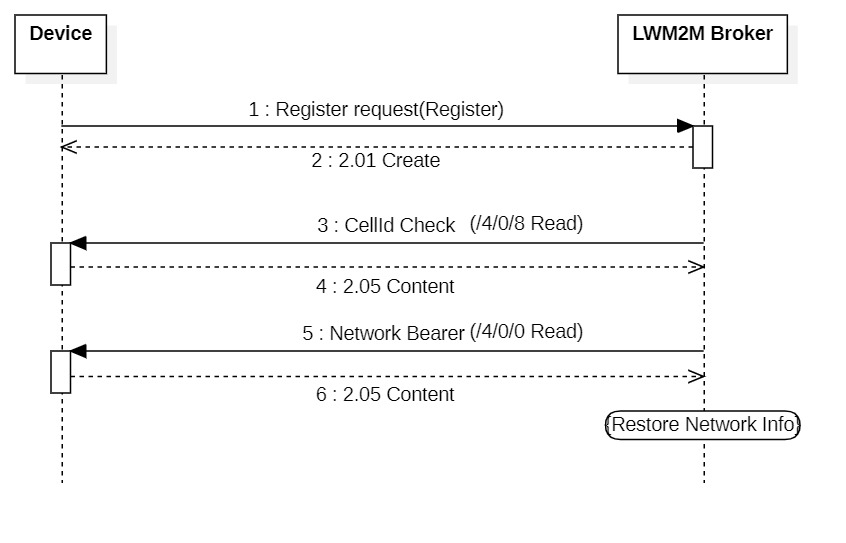 Device
LWM2M Broker
1 : Register request(Register)
2 : 2.01 Create
3 : CellId Check (/4/0/8 Read)
4 : 2.05 Content
5 : Network Bearer (/4/0/0 Read)
6 : 2.05 Content
{Restore Network Info}